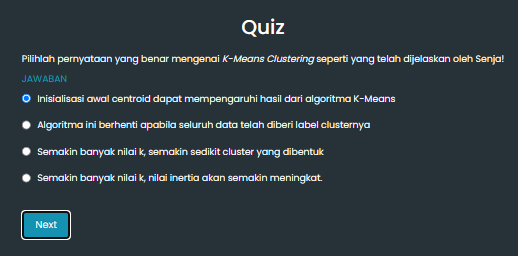 Quiz
Pilihlah pernyataan yang benar mengenai K-Means Clustering seperti yang telah dijelaskan oleh Senja!
JAWABAN
Inisialisasi awal centroid dapat mempengaruhi hasil dari algoritma K-Means
Algoritma ini berhenti apabila seluruh data telah diberi label clusternya
Semakin banyak nilai k, semakin sedikit cluster yang dibentuk
Semakin banyak nilai k, nilai inertia akan semakin meningkat.
Next